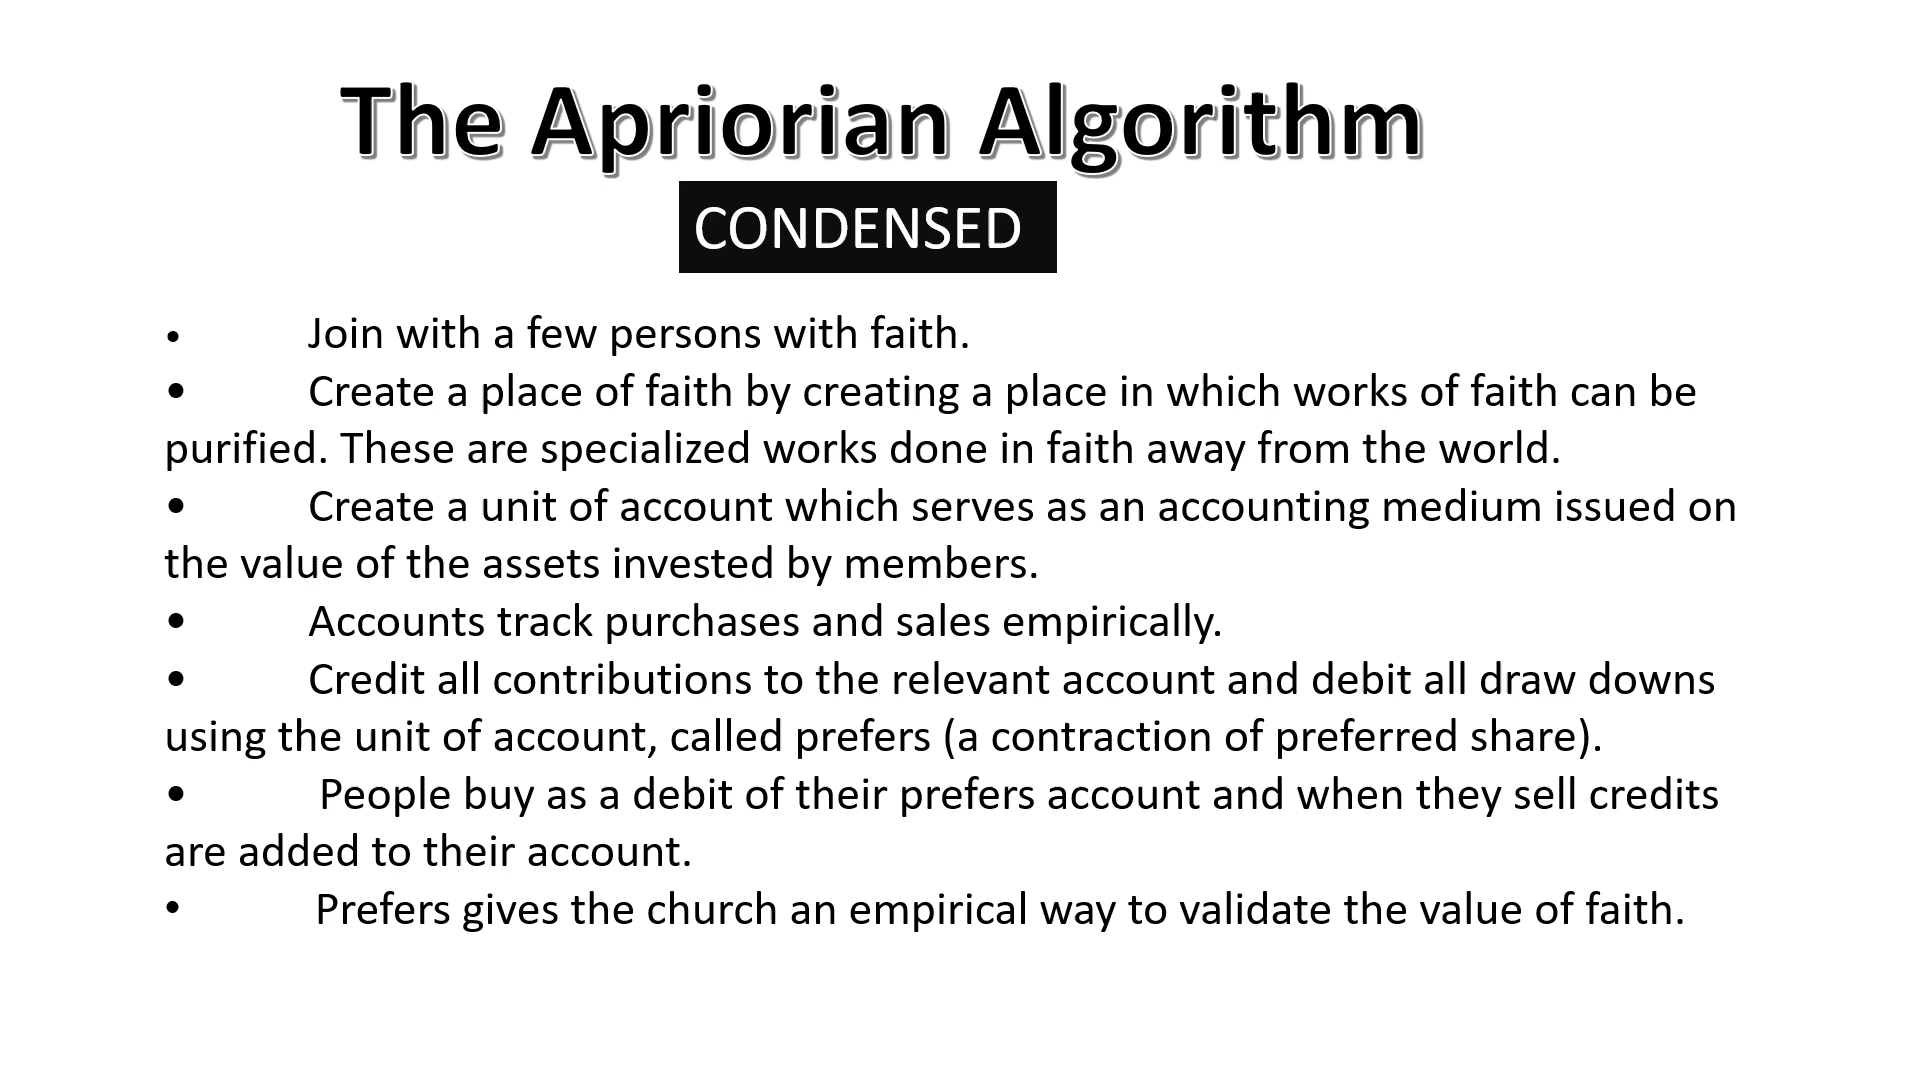 The Apriorian Algorithm
CONDENSED
• Join with a few persons with faith.
• Create a place of faith by creating a place in which works of faith can be
purified. These are specialized works done in faith away from the world.
• Create a unit of account which serves as an accounting medium issued on
the value of the assets invested by members.
• Accounts track purchases and sales empirically.
• Credit all contributions to the relevant account and debit all draw downs
using the unit of account, called prefers (a contraction of preferred share).
• People buy as a debit of their prefers account and when they sell credits
are added to their account.
• Prefers gives the church an empirical way to validate the value of faith.